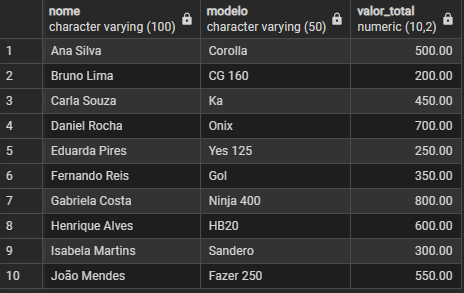 nome modelo valor_total
character varying (100) character varying (50) numeric (10,2)
1 Ana Silva Corolla 500.00
2 Bruno Lima CG 160 200.00
3 Carla Souza Ka 450.00
4 Daniel Rocha Onix 700.00
5 Eduarda Pires Yes 125 250.00
6 Fernando Reis Gol 350.00
7 Gabriela Costa Ninja 400 800.00
8 Henrique Alves HB20 600.00
9 Isabela Martins Sandero 300.00
10 João Mendes Fazer 250 550.00